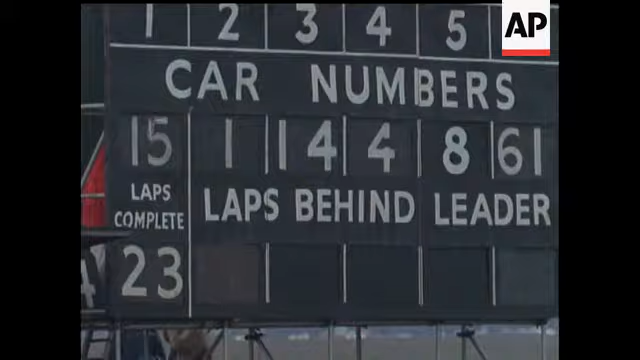 AP
1 2 3 4 5
CAR NUMBERS
15 1 14 4 8 61
LAPS COMPLETE LAPS BEHIND LEADER
23